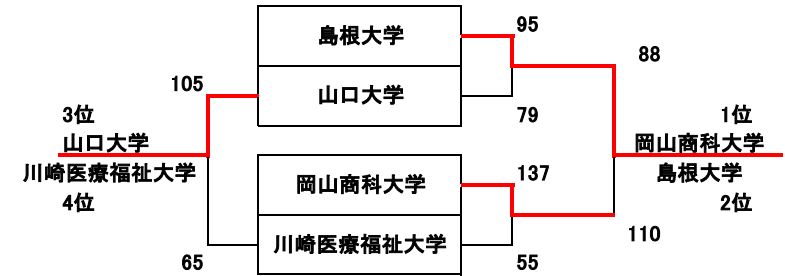 島根大学
95
88
105
山口大学
79
3位
山口大学
川崎医療福祉大学
4位
1位
岡山商科大学
島根大学
2位
岡山商科大学
137
川崎医療福祉大学
110
65
55